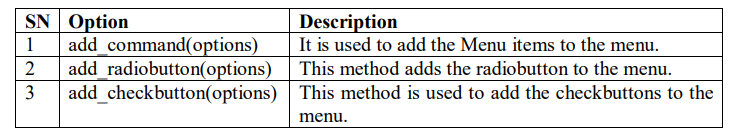 SN Option Description
1 add_command(options) It is used to add the Menu items to the menu.
2 add_radiobutton(options) This method adds the radiobutton to the menu.
3 add_checkbutton(options) This method is used to add the checkbuttons to the
menu.